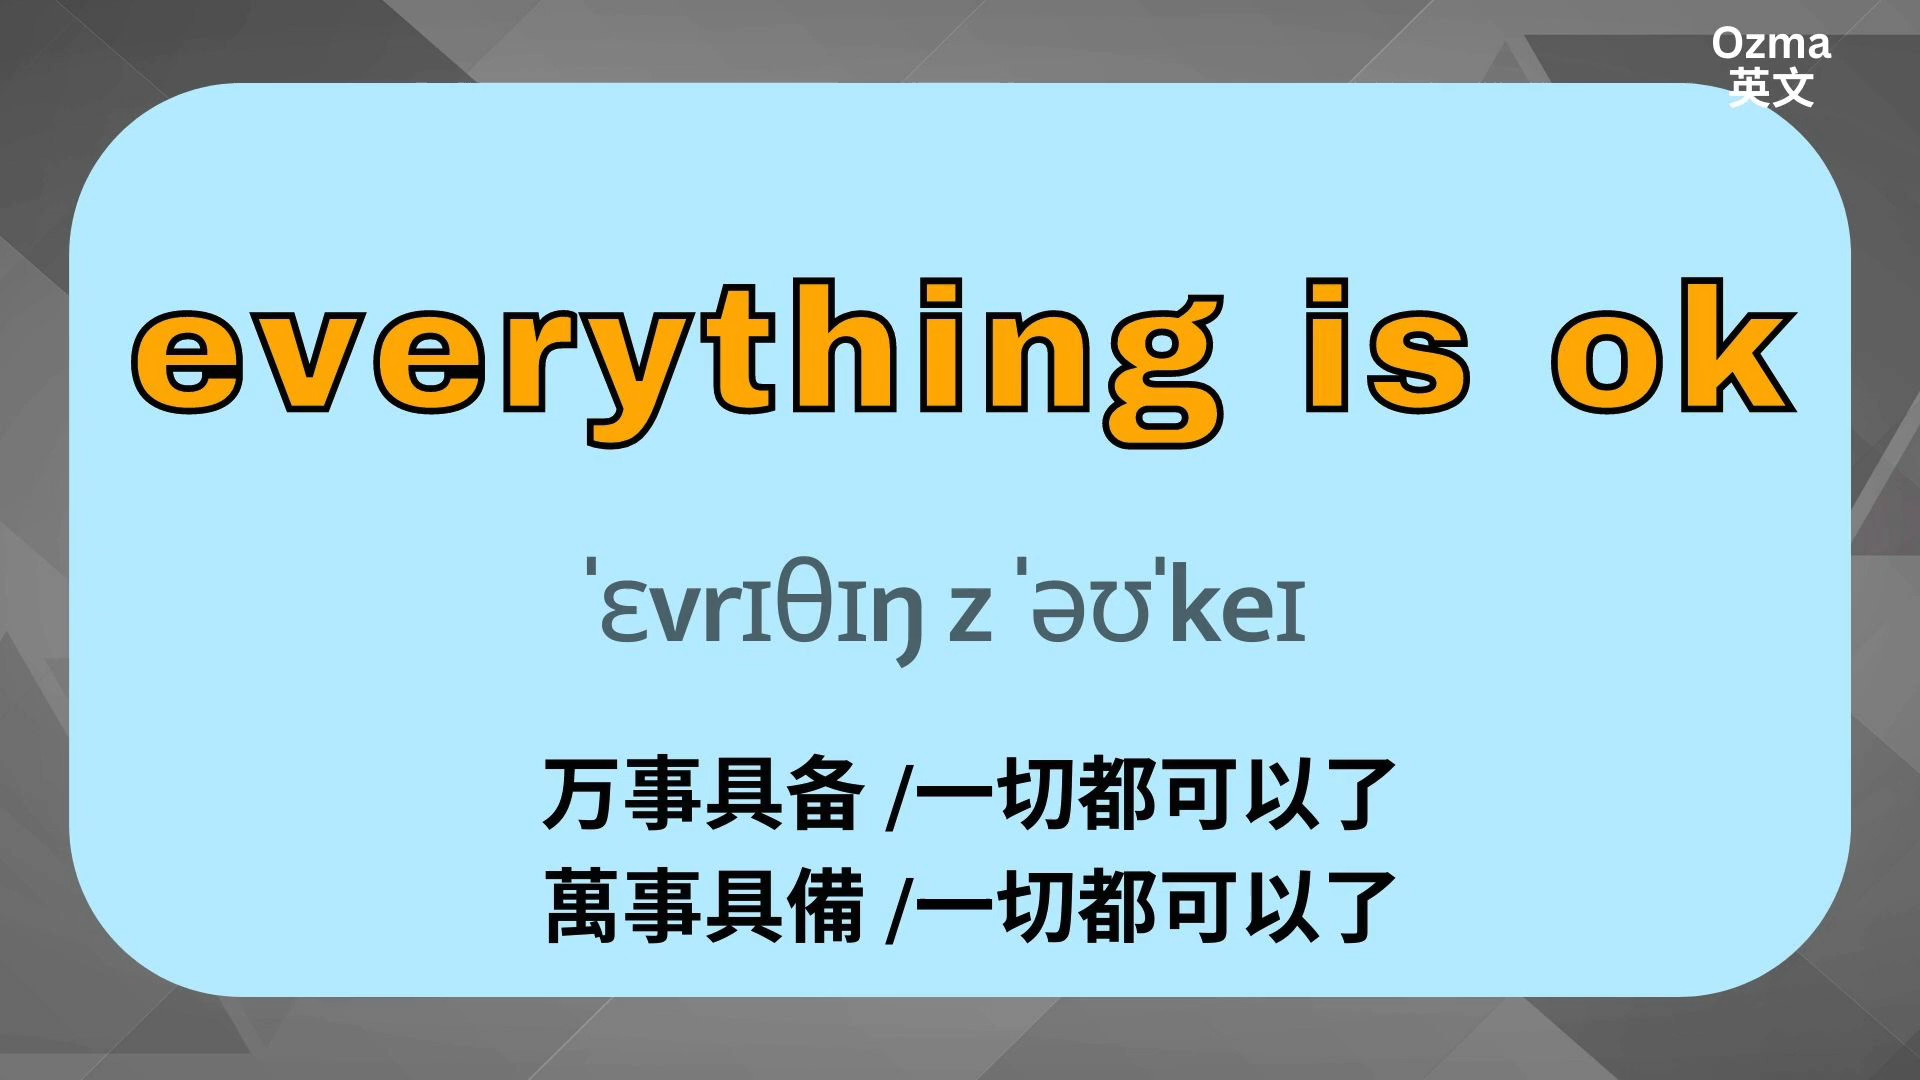 Ozma
英文
everything is ok
ˈɛvrɪθɪŋ z ˈəʊˈkeɪ
万事具备 /一切都可以了
萬事具備 /一切都可以了